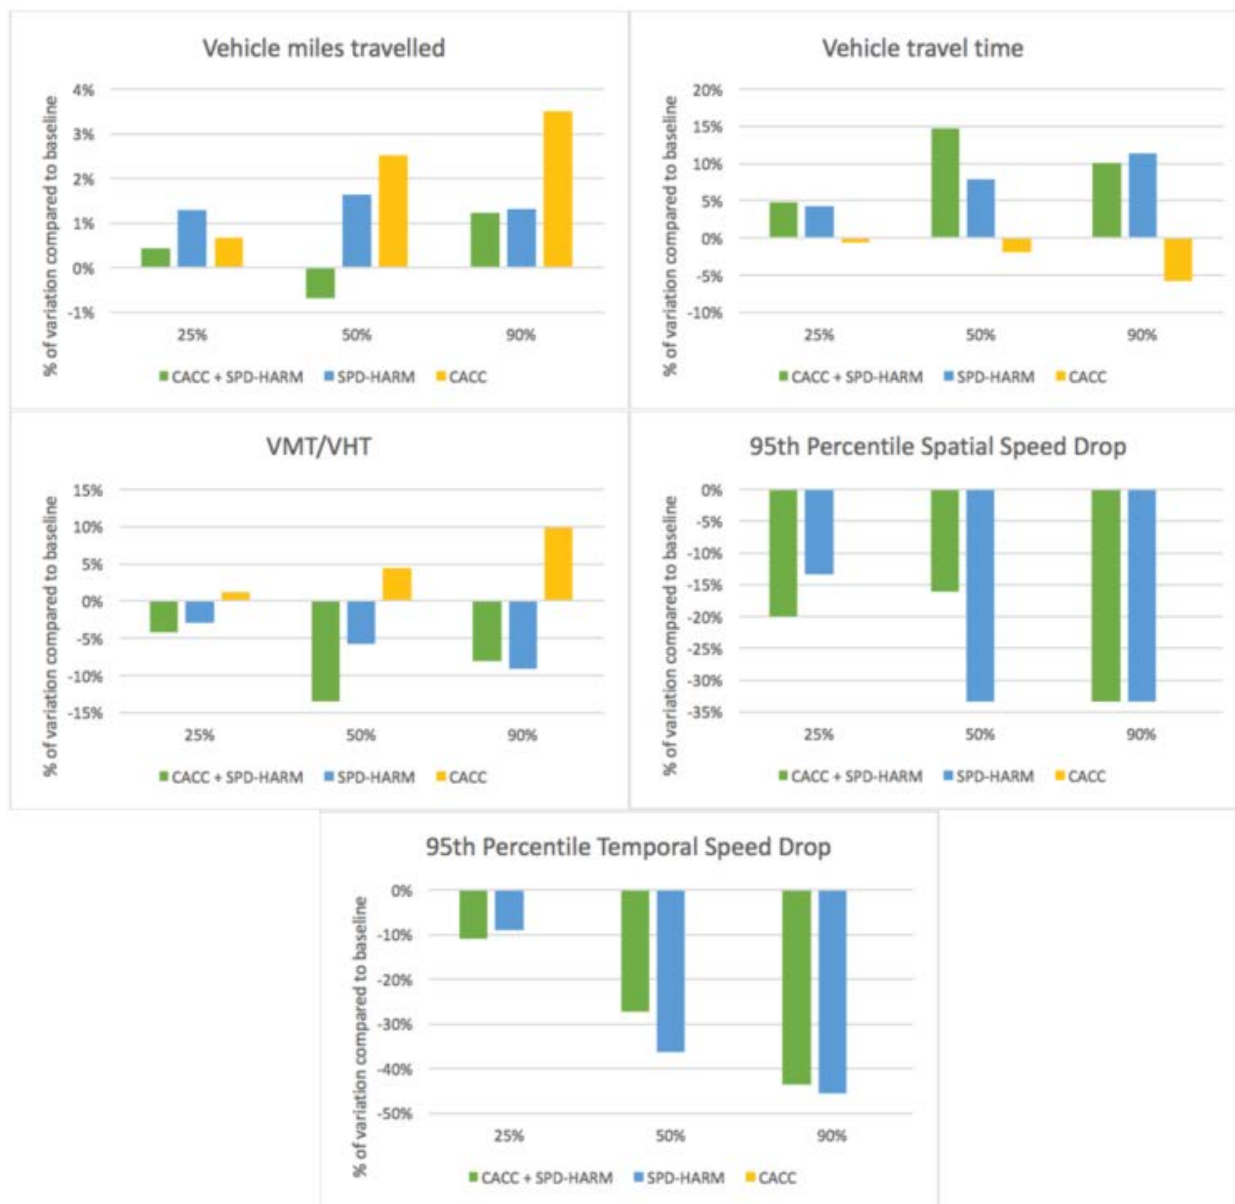 Vehicle miles travelled
% of variation compared to baseline
4%
3%
2%
1%
0%
-1%
25% 50% 90%
CACC + SPD-HARM SPD-HARM CACC
Vehicle travel time
% of variation compared to baseline
20%
15%
10%
5%
0%
-5%
-10%
25% 50% 90%
CACC + SPD-HARM SPD-HARM CACC
VMT/VHT
% of variation compared to baseline
15%
10%
5%
0%
-5%
-10%
-15%
25% 50% 90%
CACC + SPD-HARM SPD-HARM CACC
95th Percentile Spatial Speed Drop
% of variation compared to baseline
0%
-5%
-10%
-15%
-20%
-25%
-30%
-35%
25% 50% 90%
CACC + SPD-HARM SPD-HARM CACC
95th Percentile Temporal Speed Drop
% of variation compared to baseline
0%
-10%
-20%
-30%
-40%
-50%
25% 50% 90%
CACC + SPD-HARM SPD-HARM CACC